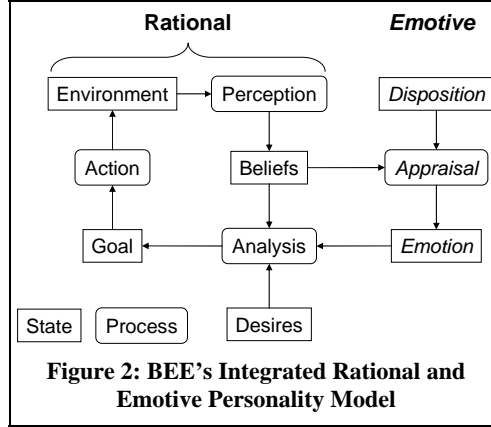 Rational Emotive
Environment Perception Disposition
Action Beliefs Appraisal
Goal Analysis Emotion
State Process Desires
Figure 2: BEE's Integrated Rational and
Emotive Personality Model